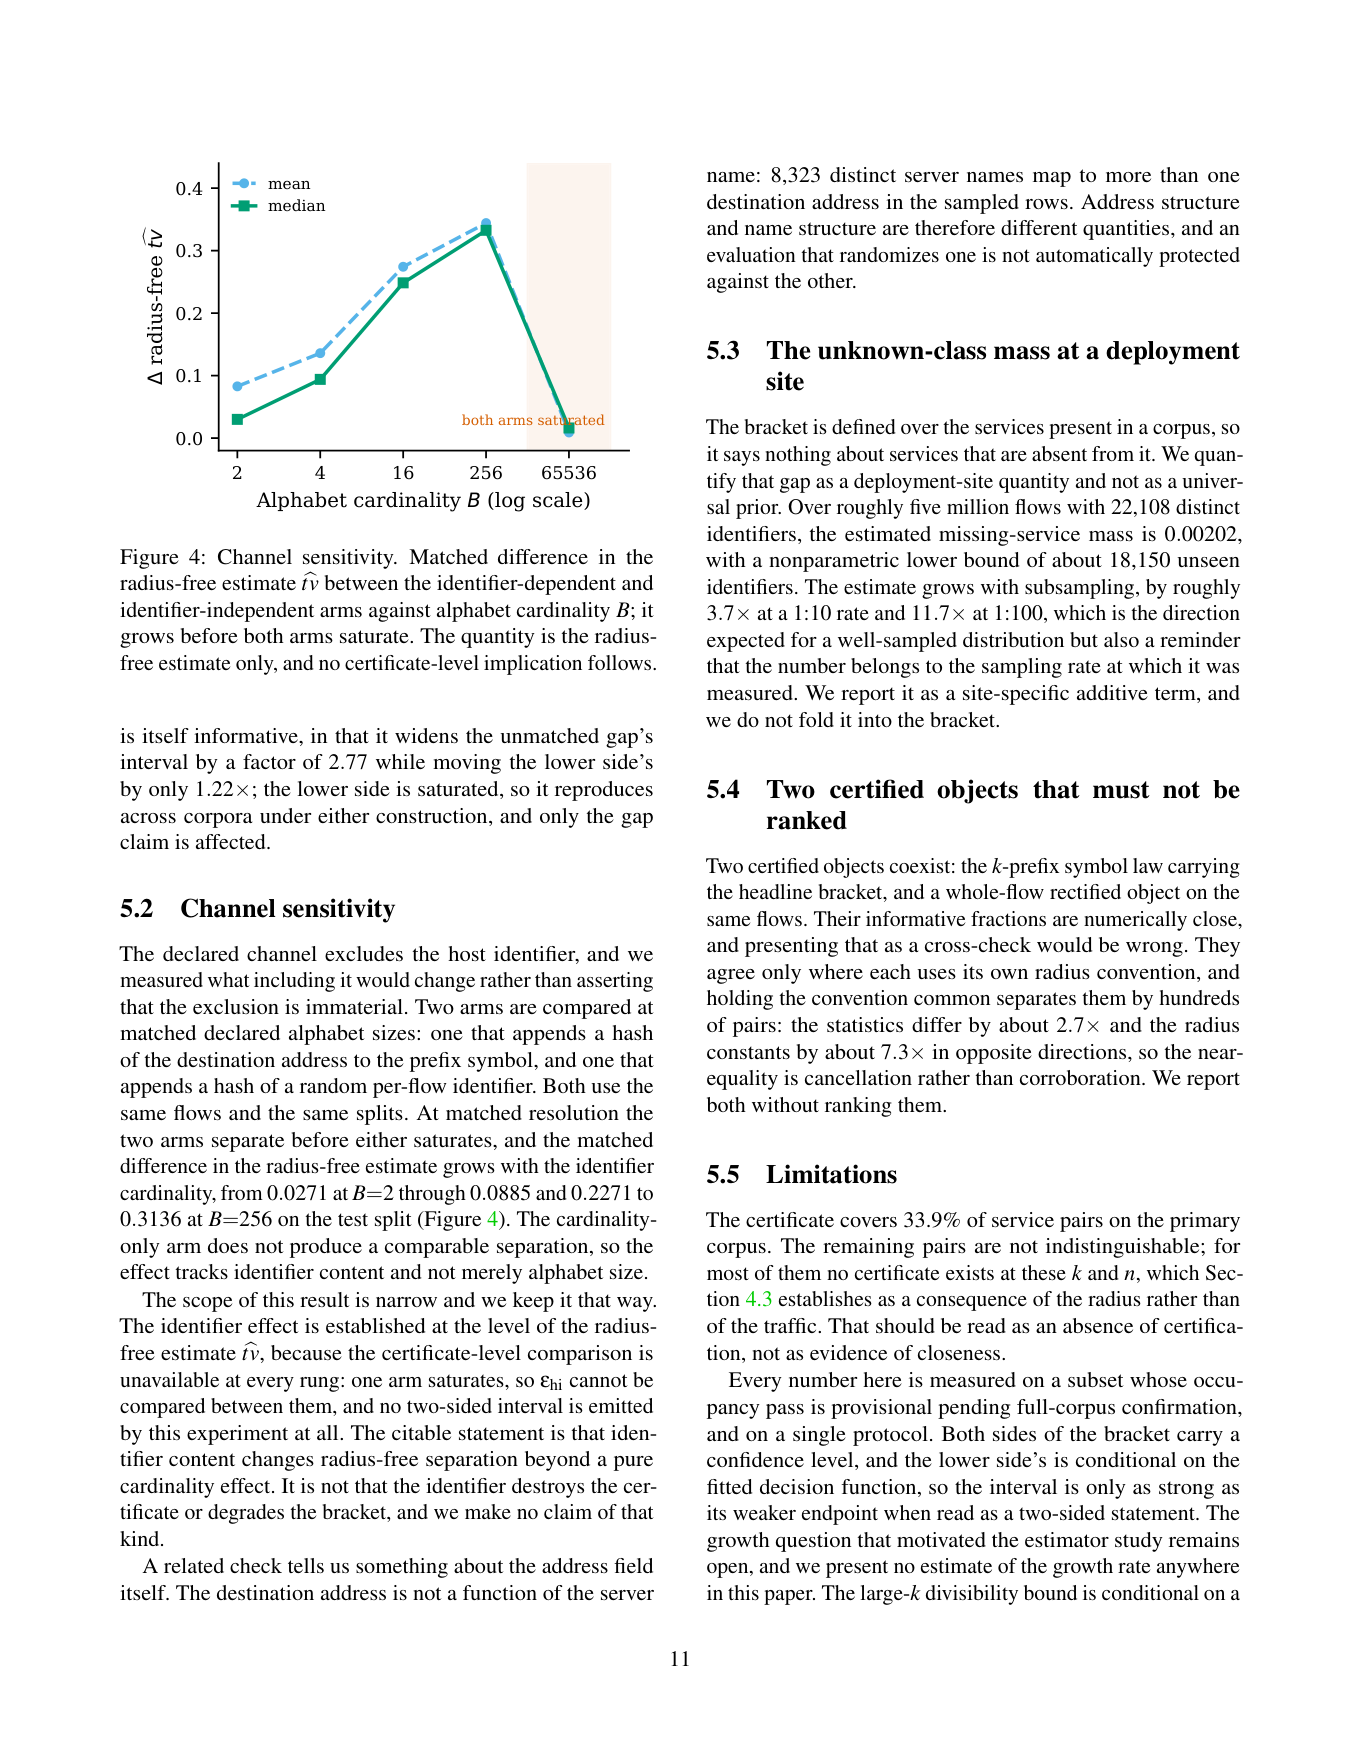 0.4
0.3
0.2
0.1
0.0
Δ radius-free t͡v
mean
median
both arms saturated
2 4 16 256 65536
Alphabet cardinality B (log scale)
Figure 4: Channel sensitivity. Matched difference in the
radius-free estimate t͡v between the identifier-dependent and
identifier-independent arms against alphabet cardinality B; it
grows before both arms saturate. The quantity is the radius-
free estimate only, and no certificate-level implication follows.
is itself informative, in that it widens the unmatched gap's
interval by a factor of 2.77 while moving the lower side's
by only 1.22×; the lower side is saturated, so it reproduces
across corpora under either construction, and only the gap
claim is affected.
5.2 Channel sensitivity
The declared channel excludes the host identifier, and we
measured what including it would change rather than asserting
that the exclusion is immaterial. Two arms are compared at
matched declared alphabet sizes: one that appends a hash
of the destination address to the prefix symbol, and one that
appends a hash of a random per-flow identifier. Both use the
same flows and the same splits. At matched resolution the
two arms separate before either saturates, and the matched
difference in the radius-free estimate grows with the identifier
cardinality, from 0.0271 at B=2 through 0.0885 and 0.2271 to
0.3136 at B=256 on the test split (Figure 4). The cardinality-
only arm does not produce a comparable separation, so the
effect tracks identifier content and not merely alphabet size.
The scope of this result is narrow and we keep it that way.
The identifier effect is established at the level of the radius-
free estimate t͡v, because the certificate-level comparison is
unavailable at every rung: one arm saturates, so εhi cannot be
compared between them, and no two-sided interval is emitted
by this experiment at all. The citable statement is that iden-
tifier content changes radius-free separation beyond a pure
cardinality effect. It is not that the identifier destroys the cer-
tificate or degrades the bracket, and we make no claim of that
kind.
A related check tells us something about the address field
itself. The destination address is not a function of the server
name: 8,323 distinct server names map to more than one
destination address in the sampled rows. Address structure
and name structure are therefore different quantities, and an
evaluation that randomizes one is not automatically protected
against the other.
5.3 The unknown-class mass at a deployment
site
The bracket is defined over the services present in a corpus, so
it says nothing about services that are absent from it. We quan-
tify that gap as a deployment-site quantity and not as a univer-
sal prior. Over roughly five million flows with 22,108 distinct
identifiers, the estimated missing-service mass is 0.00202,
with a nonparametric lower bound of about 18,150 unseen
identifiers. The estimate grows with subsampling, by roughly
3.7× at a 1:10 rate and 11.7× at 1:100, which is the direction
expected for a well-sampled distribution but also a reminder
that the number belongs to the sampling rate at which it was
measured. We report it as a site-specific additive term, and
we do not fold it into the bracket.
5.4 Two certified objects that must not be
ranked
Two certified objects coexist: the k-prefix symbol law carrying
the headline bracket, and a whole-flow rectified object on the
same flows. Their informative fractions are numerically close,
and presenting that as a cross-check would be wrong. They
agree only where each uses its own radius convention, and
holding the convention common separates them by hundreds
of pairs: the statistics differ by about 2.7× and the radius
constants by about 7.3× in opposite directions, so the near-
equality is cancellation rather than corroboration. We report
both without ranking them.
5.5 Limitations
The certificate covers 33.9% of service pairs on the primary
corpus. The remaining pairs are not indistinguishable; for
most of them no certificate exists at these k and n, which Sec-
tion 4.3 establishes as a consequence of the radius rather than
of the traffic. That should be read as an absence of certifica-
tion, not as evidence of closeness.
Every number here is measured on a subset whose occu-
pancy pass is provisional pending full-corpus confirmation,
and on a single protocol. Both sides of the bracket carry a
confidence level, and the lower side's is conditional on the
fitted decision function, so the interval is only as strong as
its weaker endpoint when read as a two-sided statement. The
growth question that motivated the estimator study remains
open, and we present no estimate of the growth rate anywhere
in this paper. The large-k divisibility bound is conditional on a
11